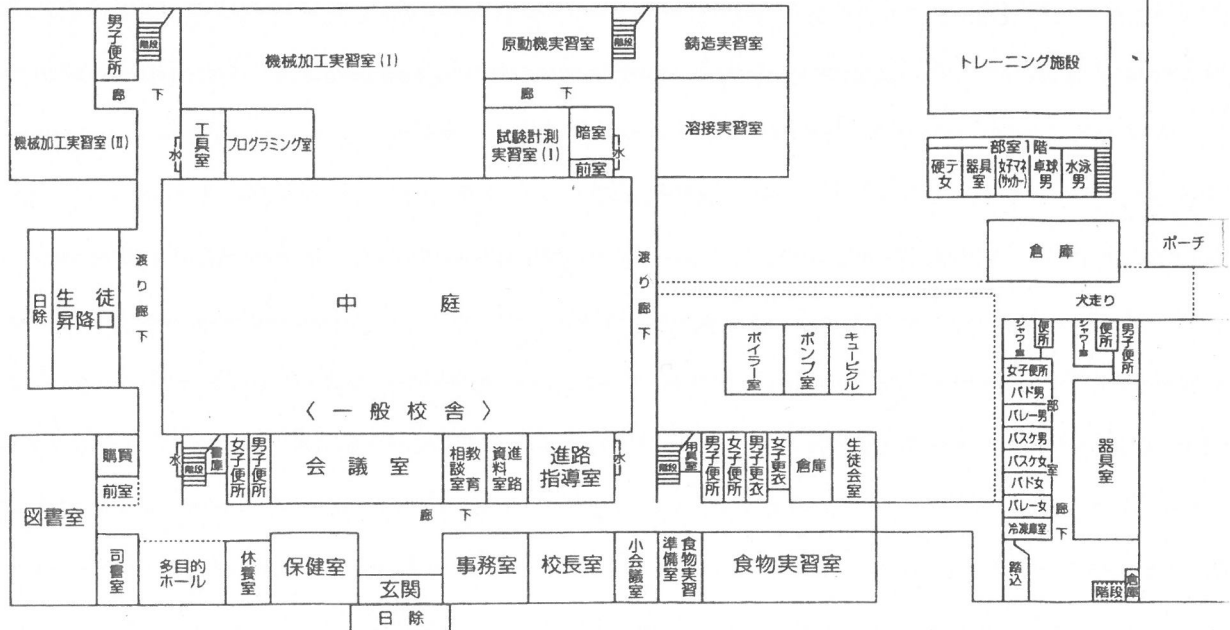 男子便所
階段
機械加工実習室(I)
原動機実習室
階段
鋳造実習室
トレーニング施設
廊下
廊下
機械加工実習室(II)
水
工具室
プログラミング室
試験計測
実習室(I)
暗室
前室
水
溶接実習室
部室1階
硬テ女
器具室
女子マネ
(サッカー)
卓球男
水泳男
倉庫
ポーチ
犬走り
日除
生徒
昇降口
渡り廊下
中庭
渡り廊下
ボイラー室
ポンプ室
キュービクル
シャワー室
便所
シャワー室
便所
男子便所
女子便所
バド男
バレー男
バスケ男
バスケ女
バド女
バレー女
冷凍庫室
部室
器具室
廊下
踏込
階段
倉庫
〈一般校舎〉
購買
前室
図書室
水
階段
書庫
女子便所
男子便所
会議室
教育
相談室
進路
資料室
進路
指導室
水
階段
用具室
男子便所
女子便所
男子更衣
女子更衣
倉庫
生徒会室
廊下
司書室
多目的
ホール
休養室
保健室
玄関
日除
事務室
校長室
小会議室
食物実習
準備室
食物実習室